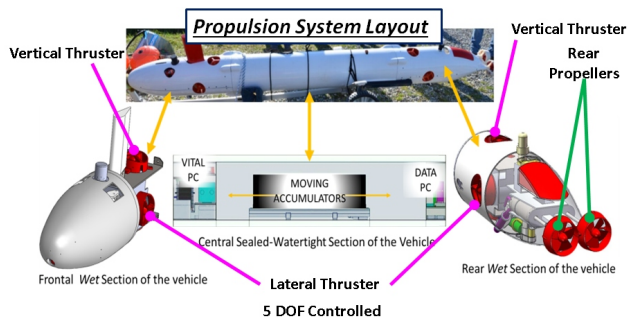 Propulsion System Layout
Vertical Thruster
Vertical Thruster
Rear
Propellers
VITAL
PC
MOVING
ACCUMULATORS
DATA
PC
Central Sealed-Watertight Section of the Vehicle
Frontal Wet Section of the vehicle
Rear Wet Section of the vehicle
Lateral Thruster
5 DOF Controlled